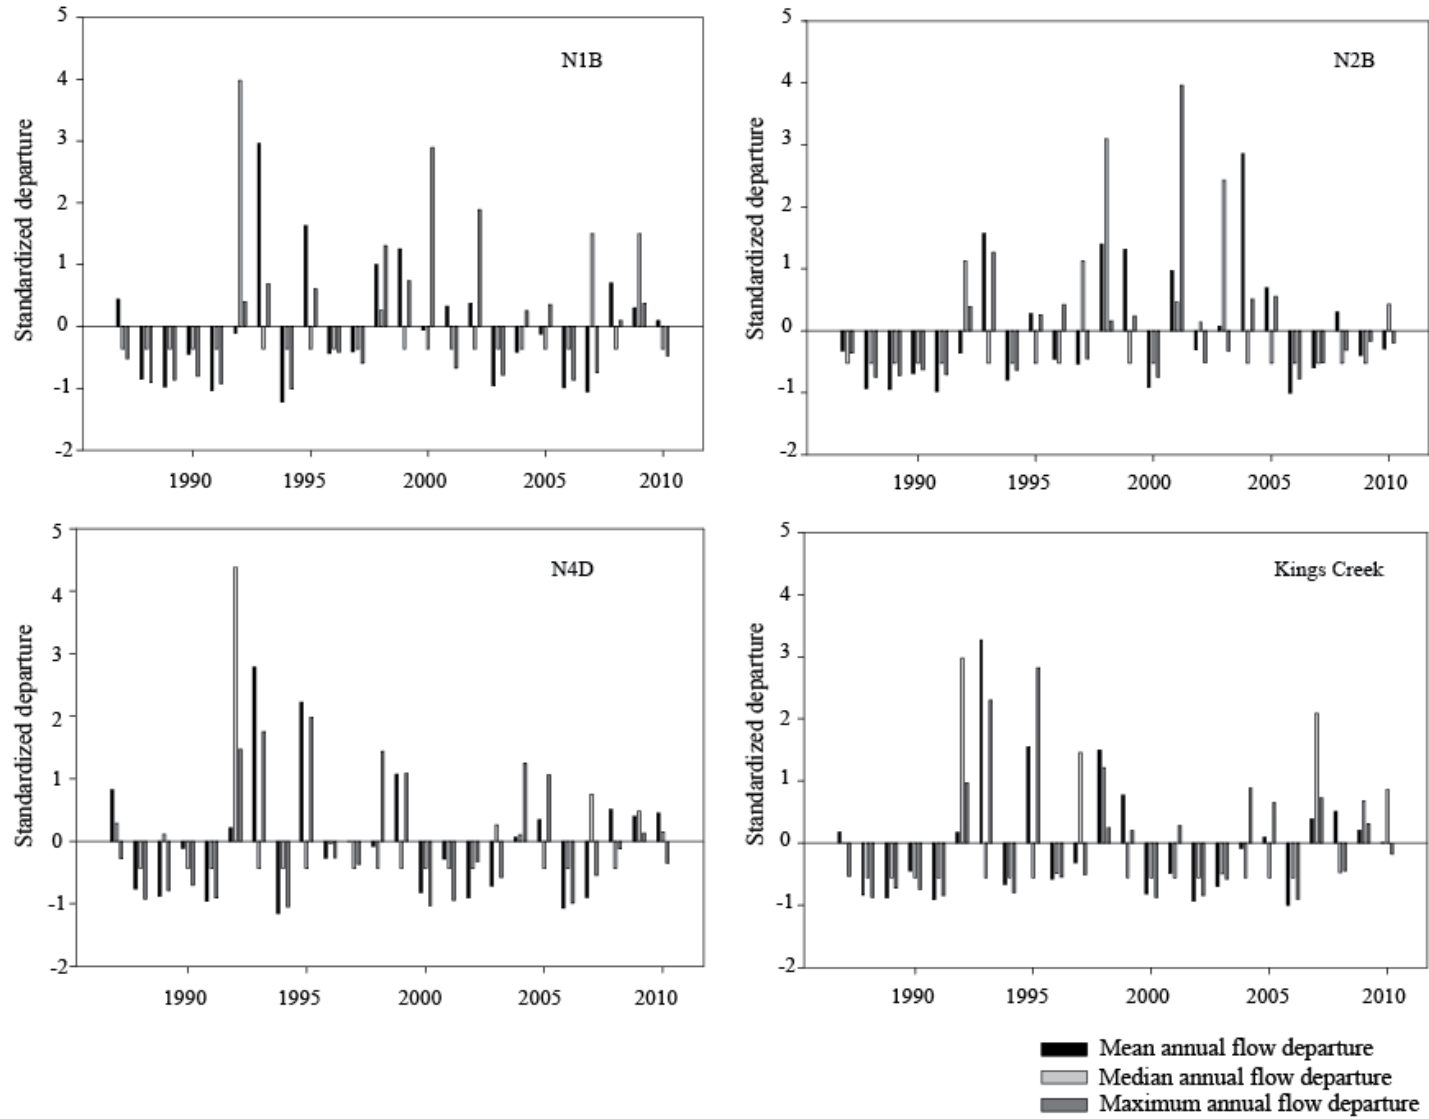 N1B
Standardized departure
5
4
3
2
1
0
-1
-2
1990 1995 2000 2005 2010
N2B
Standardized departure
5
4
3
2
1
0
-1
-2
1990 1995 2000 2005 2010
N4D
Standardized departure
5
4
3
2
1
0
-1
-2
1990 1995 2000 2005 2010
Kings Creek
Standardized departure
5
4
3
2
1
0
-1
-2
1990 1995 2000 2005 2010
Mean annual flow departure
Median annual flow departure
Maximum annual flow departure